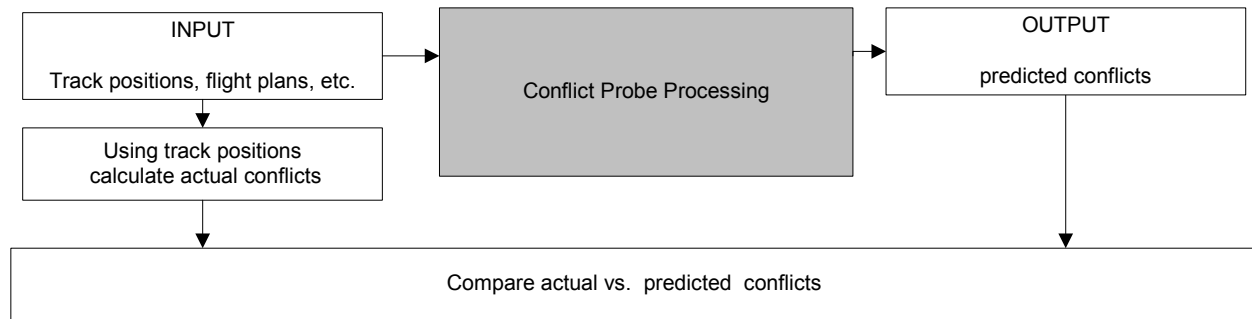 INPUT
Track positions, flight plans, etc.
Conflict Probe Processing
OUTPUT
predicted conflicts
Using track positions
calculate actual conflicts
Compare actual vs. predicted conflicts